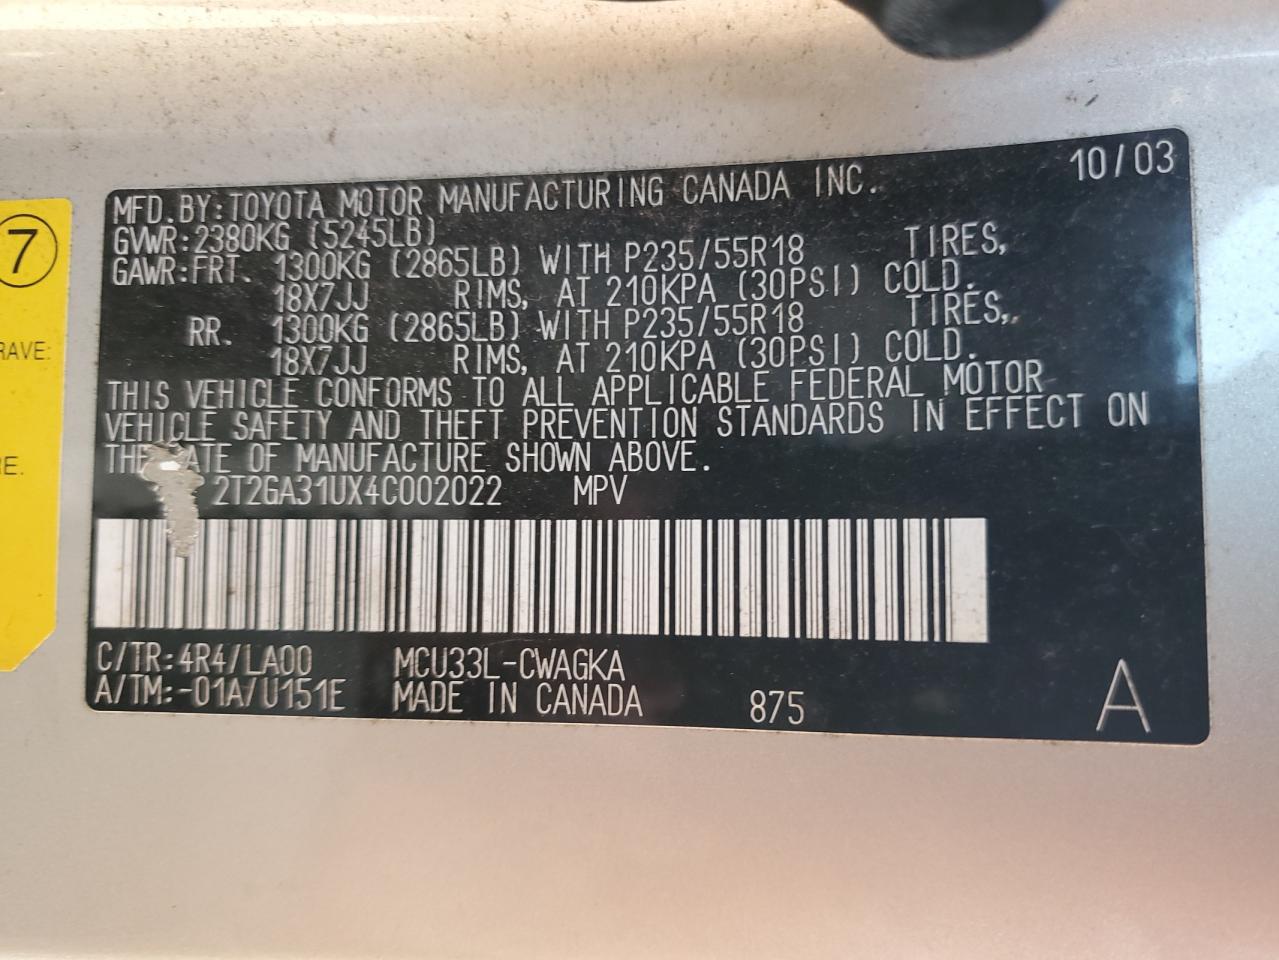 7
RAVE:
RE.
10/03
MFD.BY:TOYOTA MOTOR MANUFACTURING CANADA INC.
GVWR:2380KG (5245LB)
GAWR:FRT. 1300KG (2865LB) WITH P235/55R18 TIRES,
18X7JJ RIMS, AT 210KPA (30PSI) COLD.
RR. 1300KG (2865LB) WITH P235/55R18 TIRES,
18X7JJ RIMS, AT 210KPA (30PSI) COLD.
THIS VEHICLE CONFORMS TO ALL APPLICABLE FEDERAL MOTOR
VEHICLE SAFETY AND THEFT PREVENTION STANDARDS IN EFFECT ON
THE DATE OF MANUFACTURE SHOWN ABOVE.
2T2GA31UX4C002022 MPV
C/TR:4R4/LA00 MCU33L-CWAGKA
A/TM:-01A/U151E MADE IN CANADA 875 A